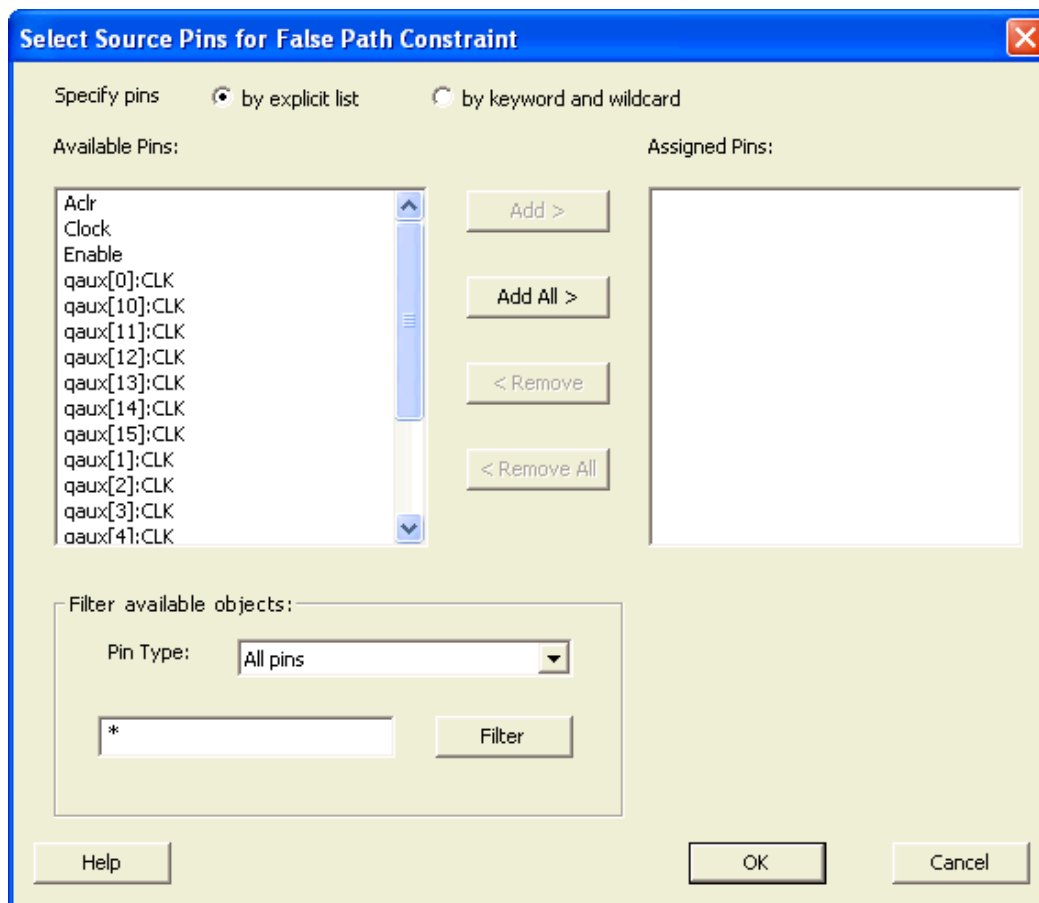 Select Source Pins for False Path Constraint
Specify pins by explicit list by keyword and wildcard
Available Pins:
Assigned Pins:
Aclr
Clock
Enable
qaux[0]:CLK
qaux[10]:CLK
qaux[11]:CLK
qaux[12]:CLK
qaux[13]:CLK
qaux[14]:CLK
qaux[15]:CLK
qaux[1]:CLK
qaux[2]:CLK
qaux[3]:CLK
qaux[4]:CLK
Add >
Add All >
< Remove
< Remove All
Filter available objects:
Pin Type: All pins
* Filter
Help OK Cancel